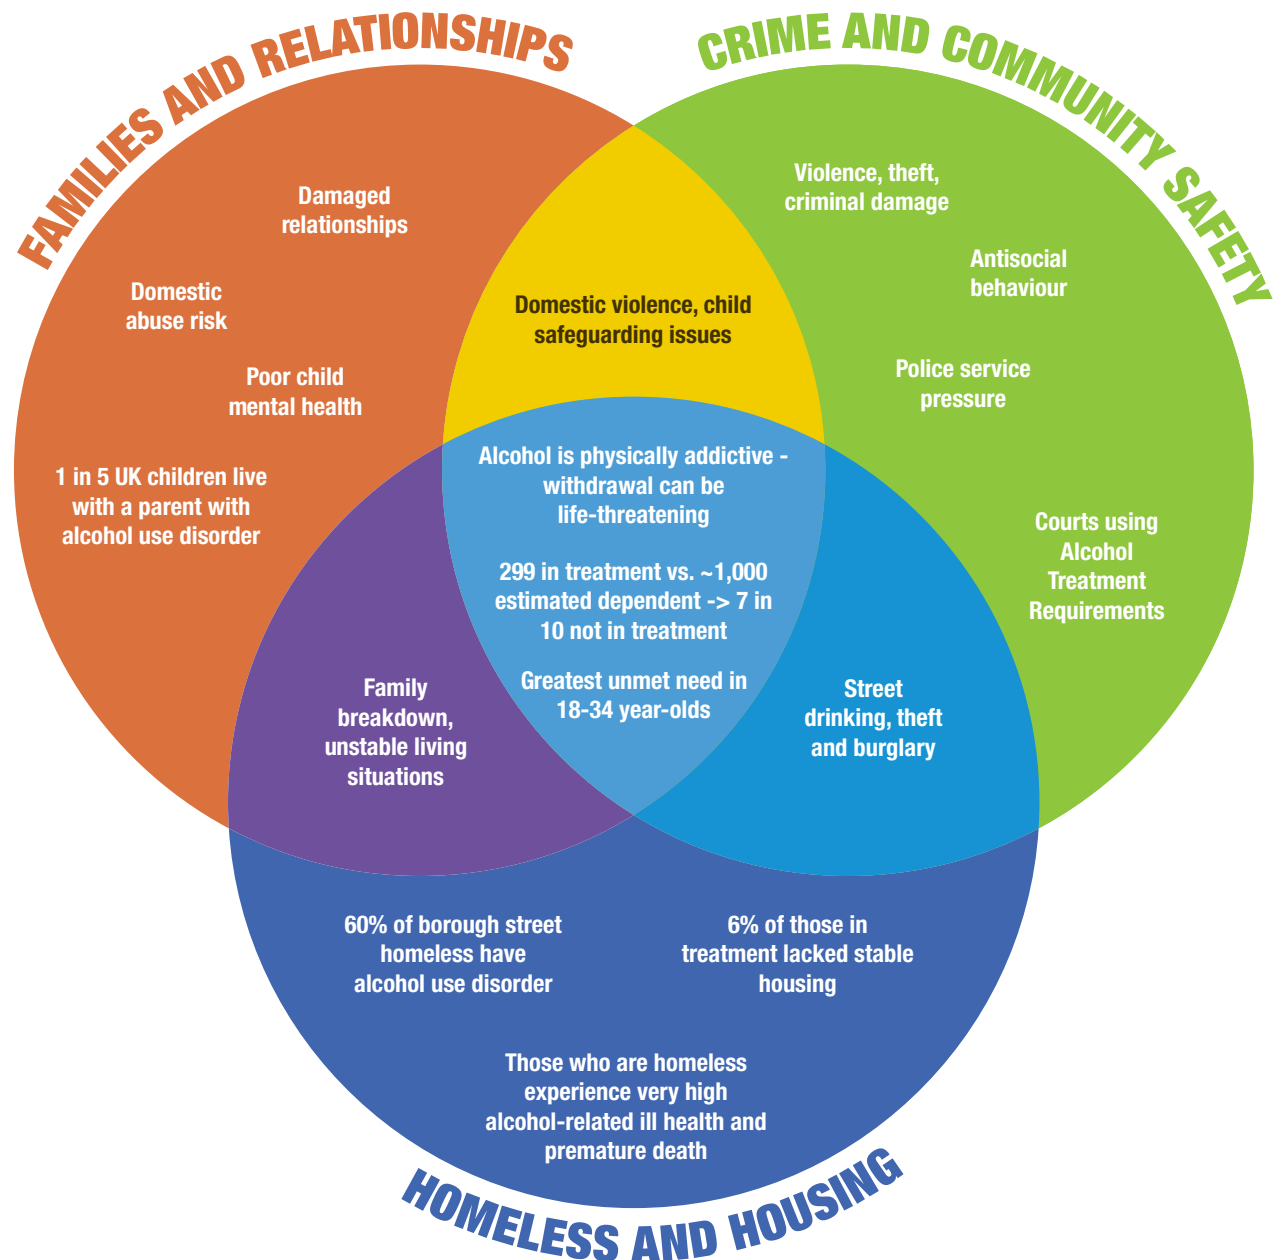 FAMILIES AND RELATIONSHIPS
CRIME AND COMMUNITY SAFETY
Damaged
relationships
Domestic
abuse risk
Poor child
mental health
1 in 5 UK children live
with a parent with
alcohol use disorder
Domestic violence, child
safeguarding issues
Violence, theft,
criminal damage
Antisocial
behaviour
Police service
pressure
Courts using
Alcohol
Treatment
Requirements
Alcohol is physically addictive -
withdrawal can be
life-threatening
299 in treatment vs. ~1,000
estimated dependent -> 7 in
10 not in treatment
Greatest unmet need in
18-34 year-olds
Family
breakdown,
unstable living
situations
Street
drinking, theft
and burglary
60% of borough street
homeless have
alcohol use disorder
6% of those in
treatment lacked stable
housing
Those who are homeless
experience very high
alcohol-related ill health and
premature death
HOMELESS AND HOUSING